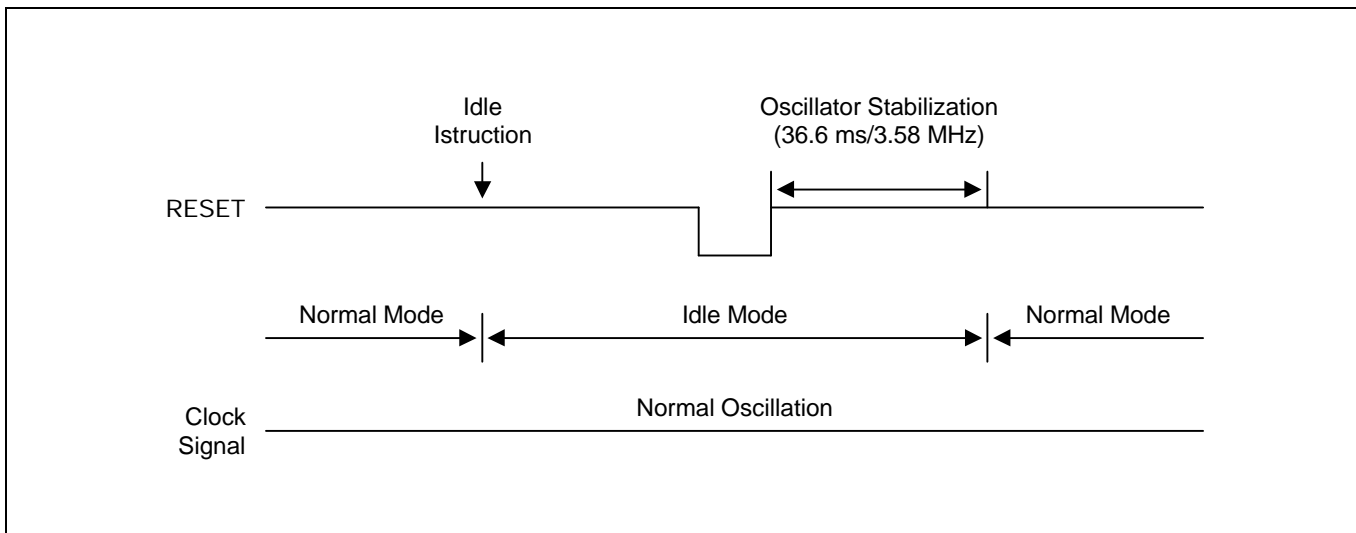 Idle
Istruction
Oscillator Stabilization
(36.6 ms/3.58 MHz)
RESET
Normal Mode
Idle Mode
Normal Mode
Clock
Signal
Normal Oscillation